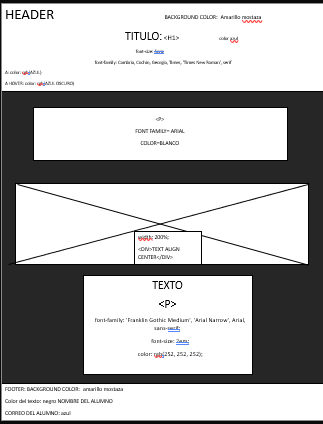 HEADER
BACKGROUND COLOR: Amarillo mostaza
TITULO: <H1>
color azul
font-size:
font-family: Cambria, Cochin, Georgia, Times, 'Times New Roman', serif
A: color: rgb(AZUL)
A HOVER: color: rgb(AZUL OSCURO)
<P>
FONT FAMILY= ARIAL
COLOR=BLANCO
width: 200%;
<DIV>TEXT ALIGN
CENTER</DIV>
TEXTO
<P>
font-family: 'Franklin Gothic Medium', 'Arial Narrow', Arial,
sans-serif;
font-size: 2em;
color: rgb(252, 252, 252);
FOOTER: BACKGROUND COLOR: amarillo mostaza
Color del texto: negro NOMBRE DEL ALUMNO
CORREO DEL ALUMNO: azul